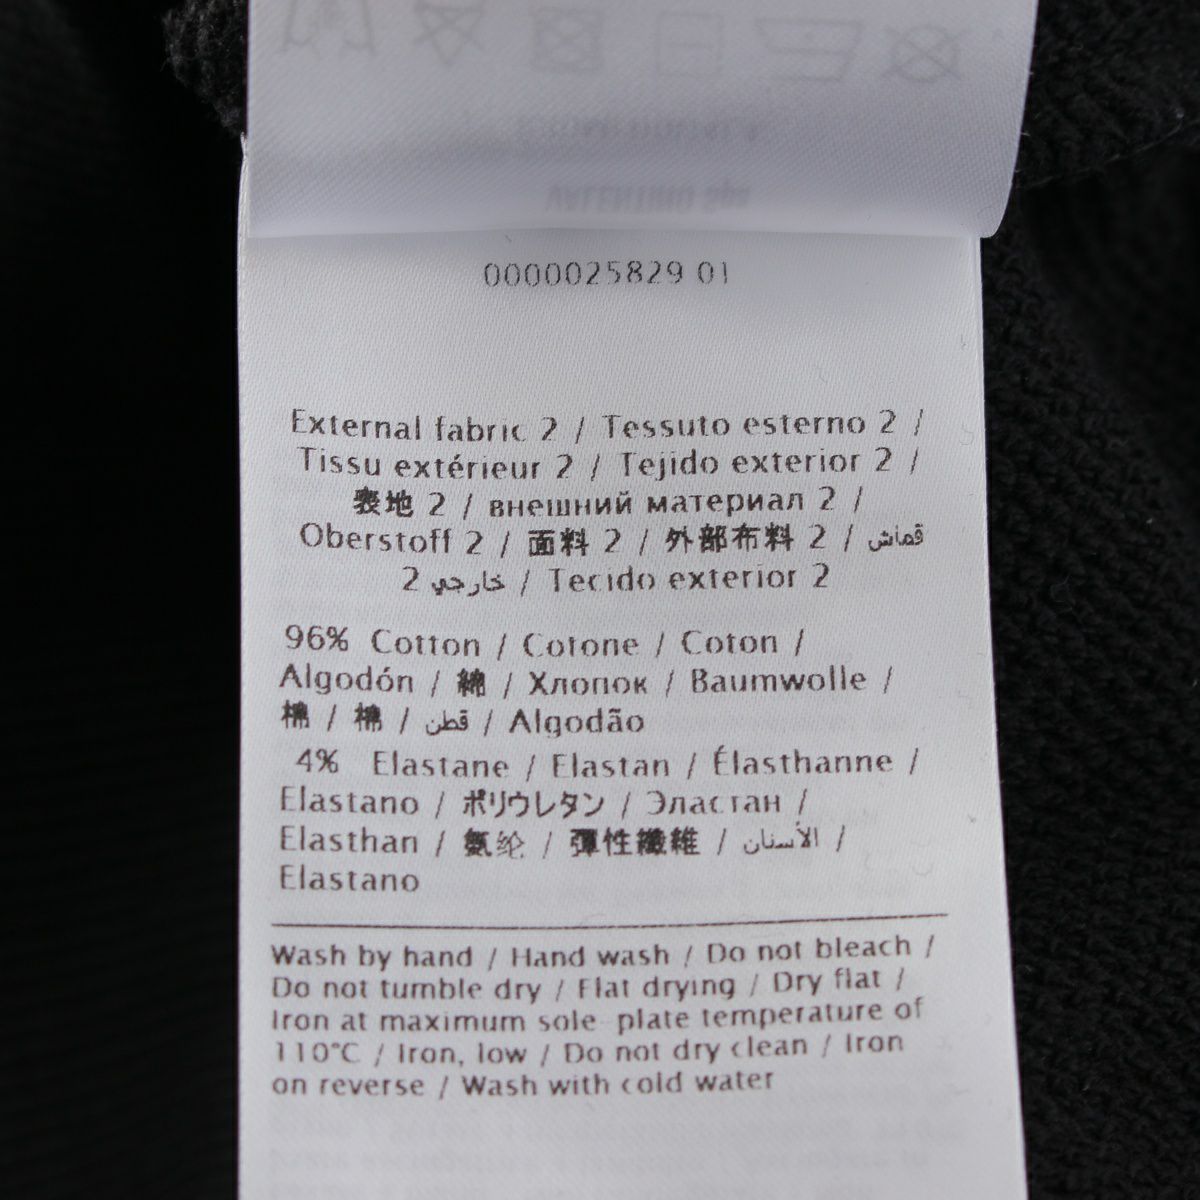 0000025829 01
External fabric 2 / Tessuto esterno 2 /
Tissu extérieur 2 / Tejido exterior 2 /
表地 2 / внешний материал 2 /
Oberstoff 2 / 面料 2 / 外部布料 2 / قماش
خارجي 2 / Tecido exterior 2
96% Cotton / Cotone / Coton /
Algodón / 綿 / Хлопок / Baumwolle /
棉 / 棉 / قطن / Algodão
4% Elastane / Elastan / Élasthanne /
Elastano / ポリウレタン / Эластан /
Elasthan / 氨纶 / 彈性纖維 / الأسنان /
Elastano
Wash by hand / Hand wash / Do not bleach /
Do not tumble dry / Flat drying / Dry flat /
Iron at maximum sole plate temperature of
110°C / Iron, low / Do not dry clean / Iron
on reverse / Wash with cold water